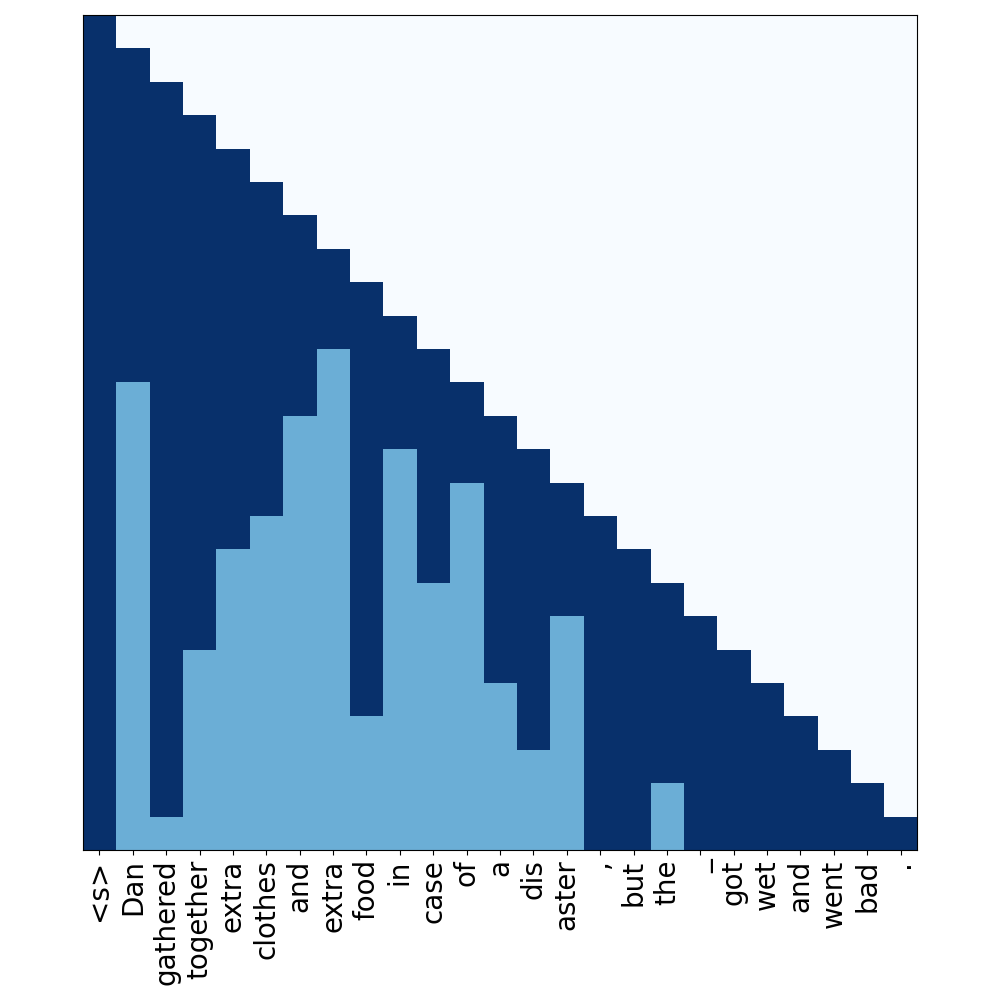 <s> Dan gathered together extra clothes and extra food in case of a dis aster , but the _ got wet and went bad .